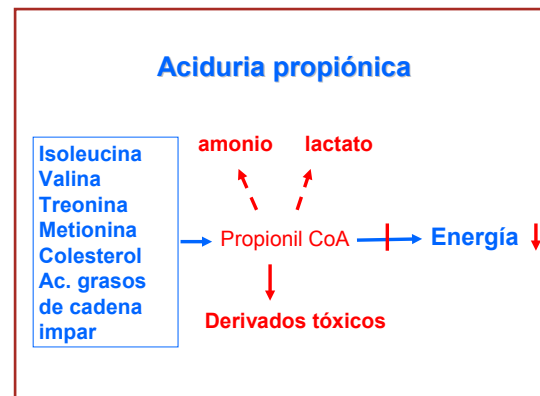 Aciduria propiónica
amonio lactato
Isoleucina
Valina
Treonina
Metionina
Colesterol
Ac. grasos
de cadena
impar
Propionil CoA
Energía
Derivados tóxicos